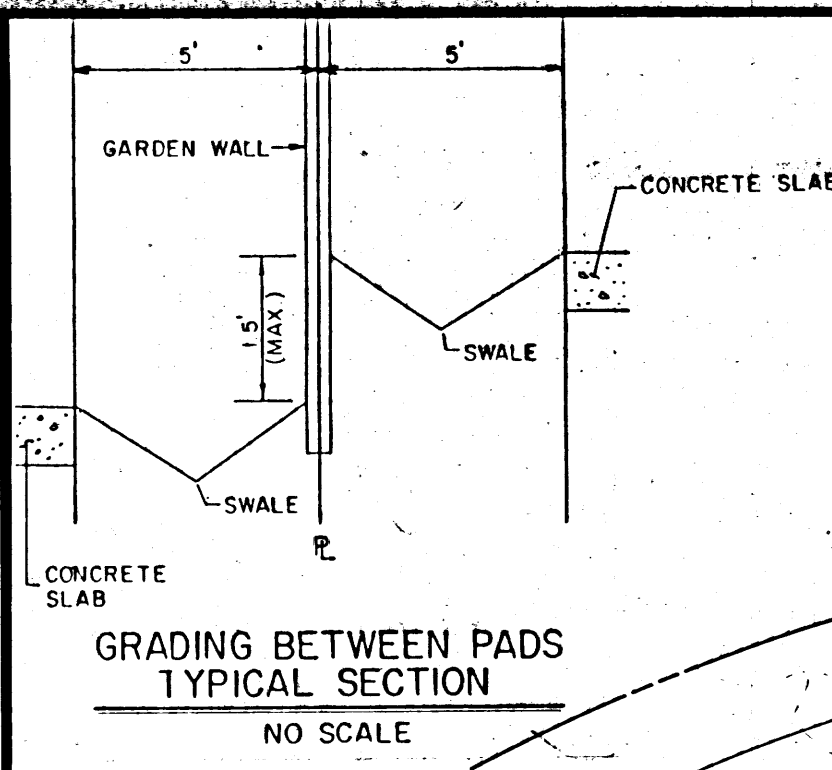 5'
5'
GARDEN WALL
CONCRETE SLAB
1.5'
(MAX.)
SWALE
SWALE
PL
CONCRETE
SLAB
GRADING BETWEEN PADS
TYPICAL SECTION
NO SCALE